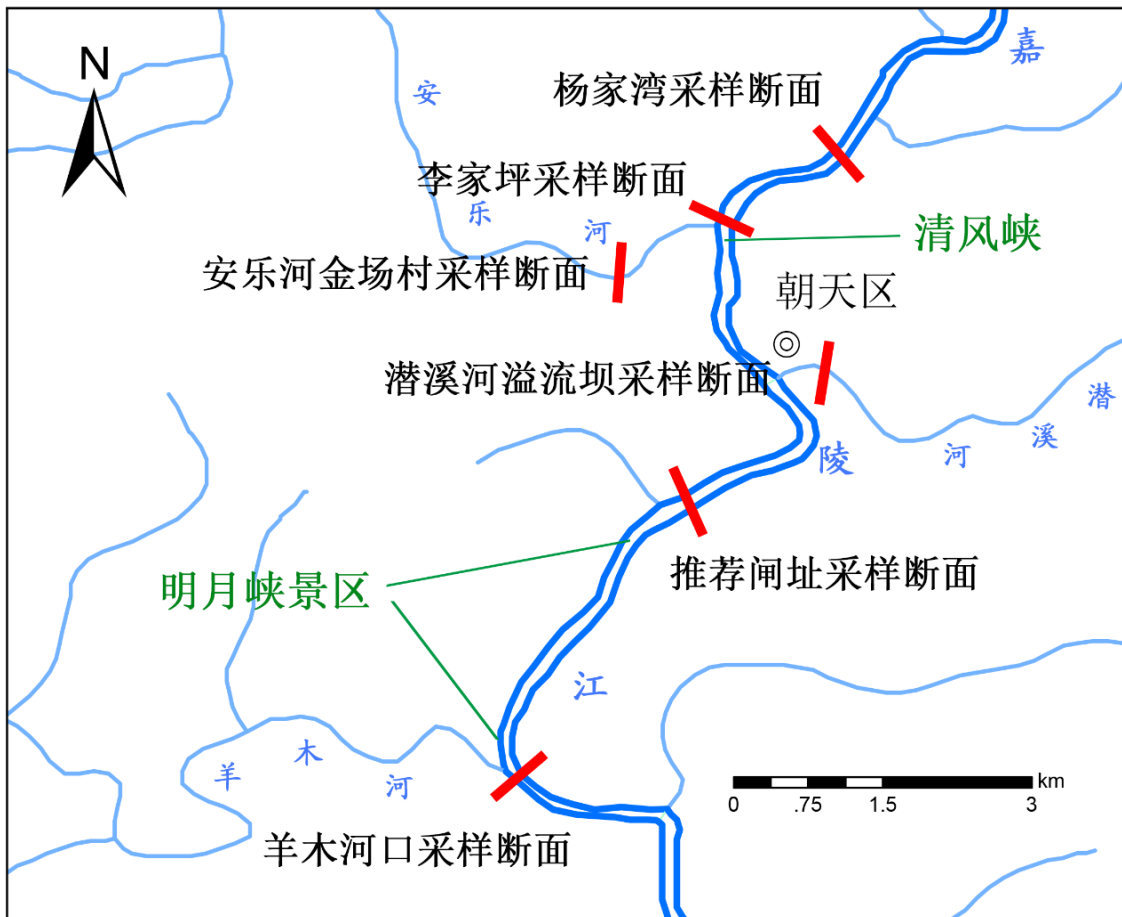 N
嘉
安
杨家湾采样断面
李家坪采样断面
乐
河
清风峡
安乐河金场村采样断面
朝天区
潜溪河溢流坝采样断面
潜
溪
河
陵
推荐闸址采样断面
明月峡景区
江
木
羊
河
km
0 .75 1.5 3
羊木河口采样断面